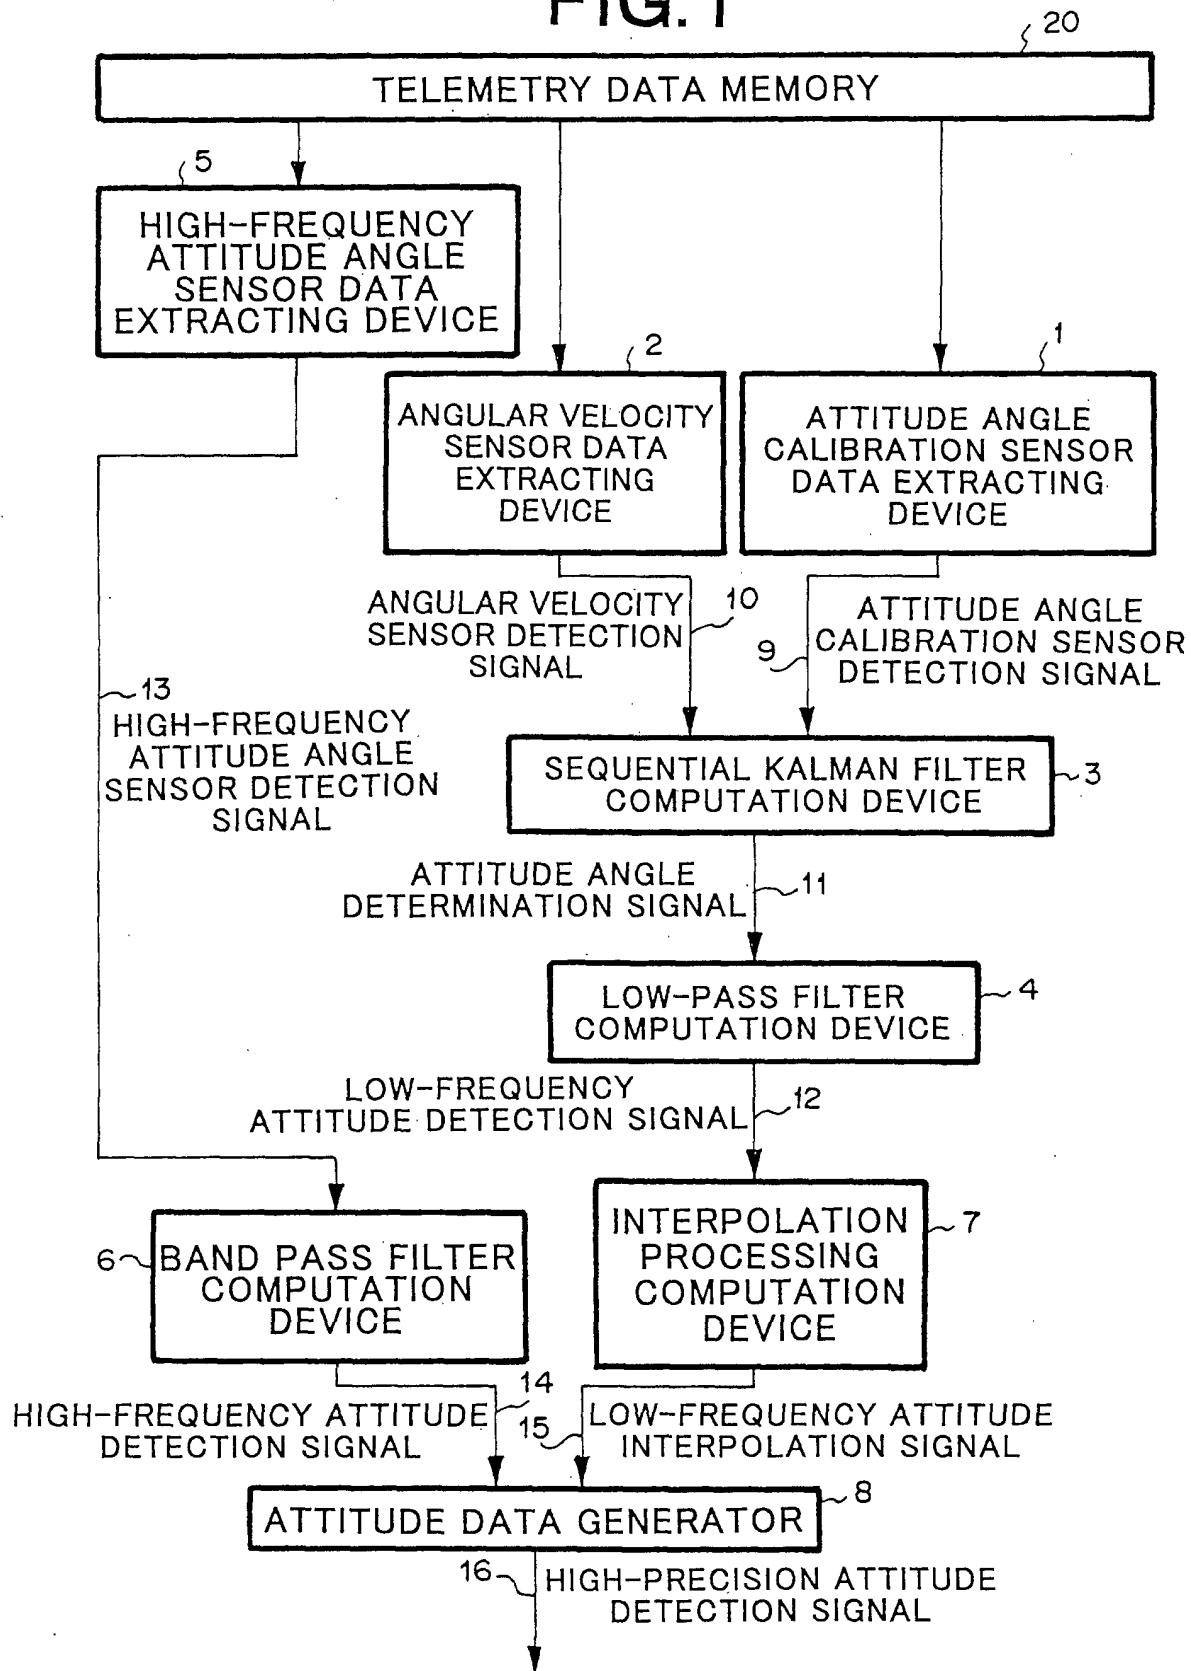 FIG. 1
20
TELEMETRY DATA MEMORY
5
HIGH-FREQUENCY
ATTITUDE ANGLE
SENSOR DATA
EXTRACTING DEVICE
2
ANGULAR VELOCITY
SENSOR DATA
EXTRACTING
DEVICE
1
ATTITUDE ANGLE
CALIBRATION SENSOR
DATA EXTRACTING
DEVICE
ANGULAR VELOCITY
SENSOR DETECTION
SIGNAL
10
9
ATTITUDE ANGLE
CALIBRATION SENSOR
DETECTION SIGNAL
13
HIGH-FREQUENCY
ATTITUDE ANGLE
SENSOR DETECTION
SIGNAL
SEQUENTIAL KALMAN FILTER
COMPUTATION DEVICE
3
ATTITUDE ANGLE
DETERMINATION SIGNAL
11
LOW-PASS FILTER
COMPUTATION DEVICE
4
LOW-FREQUENCY
ATTITUDE DETECTION SIGNAL
12
6
BAND PASS FILTER
COMPUTATION
DEVICE
INTERPOLATION
PROCESSING
COMPUTATION
DEVICE
7
HIGH-FREQUENCY ATTITUDE
DETECTION SIGNAL
14
15
LOW-FREQUENCY ATTITUDE
INTERPOLATION SIGNAL
ATTITUDE DATA GENERATOR
8
16
HIGH-PRECISION ATTITUDE
DETECTION SIGNAL